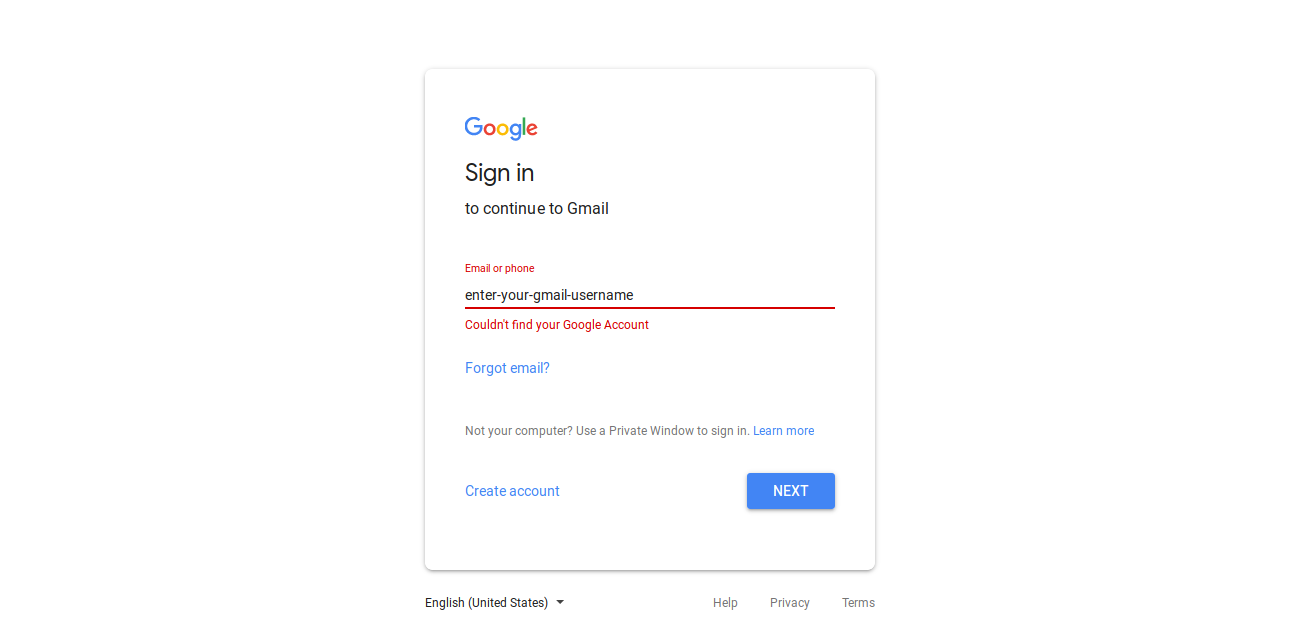 Google
Sign in
to continue to Gmail
Email or phone
enter-your-gmail-username
Couldn't find your Google Account
Forgot email?
Not your computer? Use a Private Window to sign in. Learn more
Create account
NEXT
English (United States)
Help
Privacy
Terms